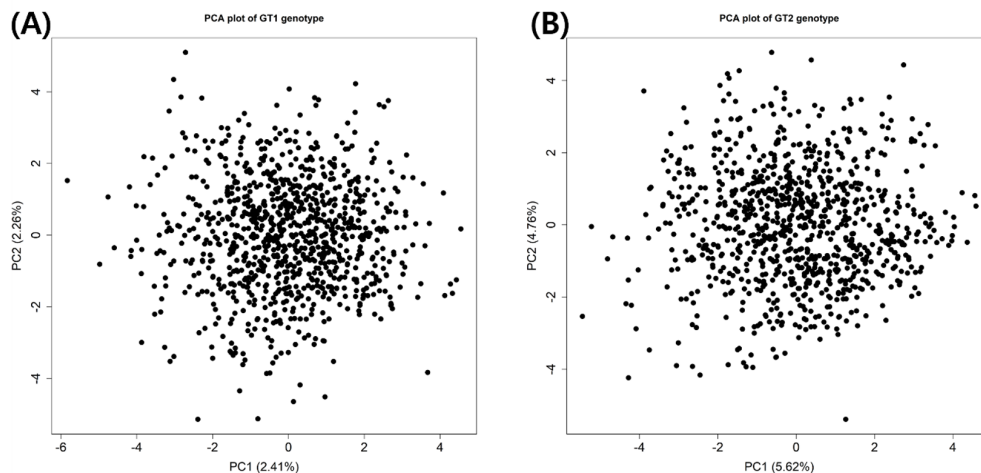 (A)
PCA plot of GT1 genotype
PC2 (2.26%)
4
2
0
-2
-4
-6
-4
-2
0
2
4
PC1 (2.41%)
(B)
PCA plot of GT2 genotype
PC2 (4.76%)
4
2
0
-2
-4
-4
-2
0
2
4
PC1 (5.62%)